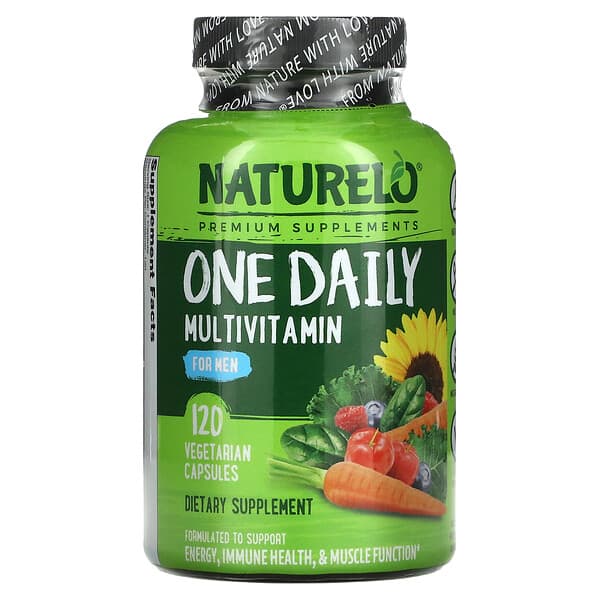 FROM NATURE WITH LOVE
NATURELO®
PREMIUM SUPPLEMENTS
ONE DAILY
MULTIVITAMIN
FOR MEN
120
VEGETARIAN
CAPSULES
DIETARY SUPPLEMENT
FORMULATED TO SUPPORT
ENERGY, IMMUNE HEALTH, & MUSCLE FUNCTION*
Supplement Facts